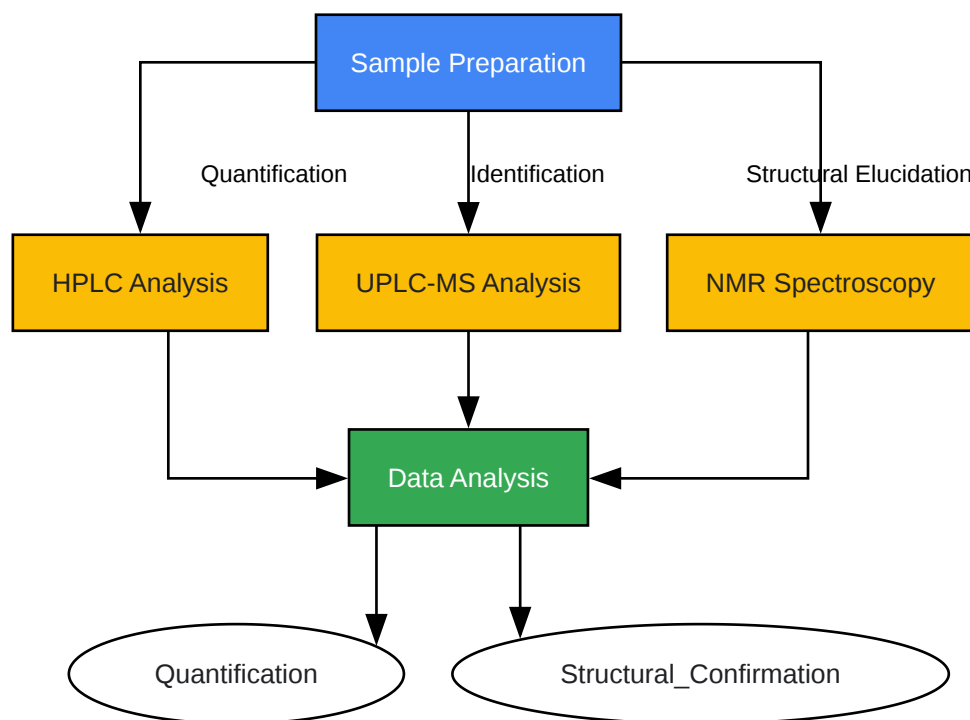 Sample Preparation
Quantification
Identification
Structural Elucidation
HPLC Analysis
UPLC-MS Analysis
NMR Spectroscopy
Data Analysis
Quantification
Structural_Confirmation